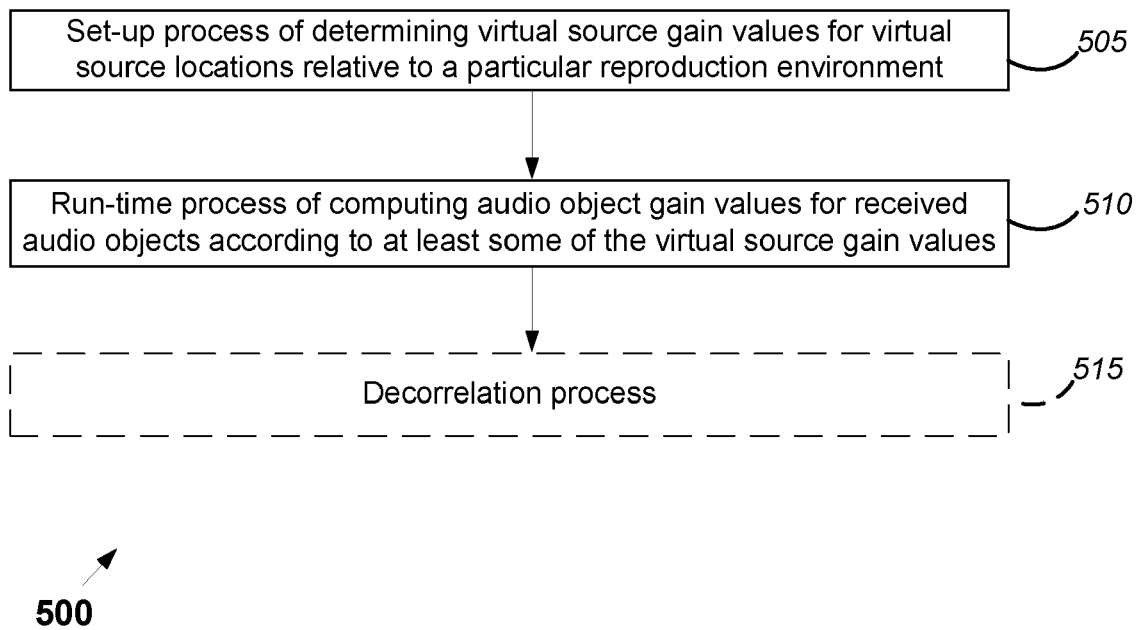 Set-up process of determining virtual source gain values for virtual
source locations relative to a particular reproduction environment
505
Run-time process of computing audio object gain values for received
audio objects according to at least some of the virtual source gain values
510
Decorrelation process
515
500